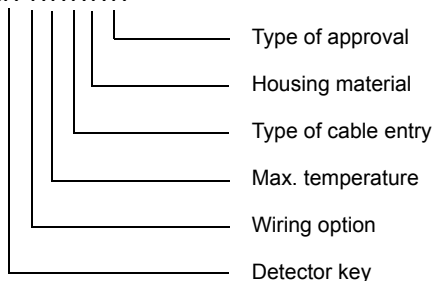 Type of approval
Housing material
Type of cable entry
Max. temperature
Wiring option
Detector key